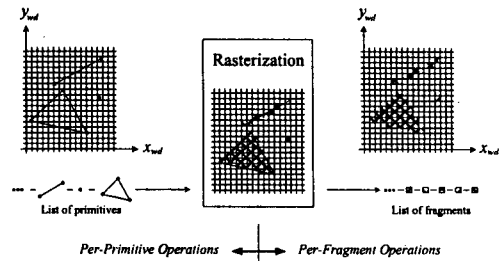 y_wd
y_wd
Rasterization
x_wd
x_wd
List of primitives
List of fragments
Per-Primitive Operations
Per-Fragment Operations